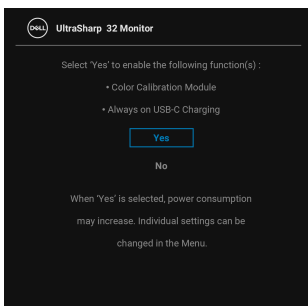 DELL UltraSharp 32 Monitor
Select 'Yes' to enable the following function(s) :
• Color Calibration Module
• Always on USB-C Charging
Yes
No
When 'Yes' is selected, power consumption
may increase. Individual settings can be
changed in the Menu.